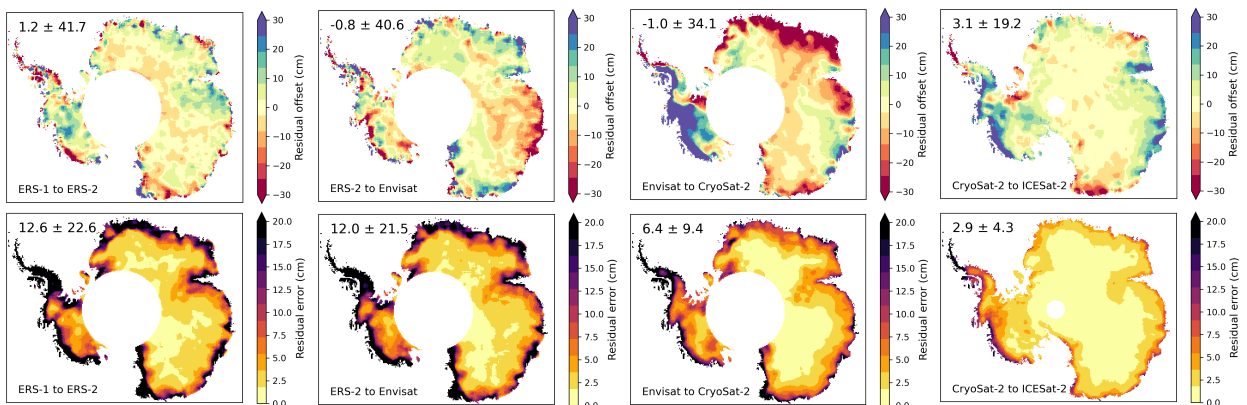 1.2 ± 41.7
ERS-1 to ERS-2
30
20
10
0
−10
−20
−30
Residual offset (cm)
-0.8 ± 40.6
ERS-2 to Envisat
30
20
10
0
−10
−20
−30
Residual offset (cm)
-1.0 ± 34.1
Envisat to CryoSat-2
30
20
10
0
−10
−20
−30
Residual offset (cm)
3.1 ± 19.2
CryoSat-2 to ICESat-2
30
20
10
0
−10
−20
−30
Residual offset (cm)
12.6 ± 22.6
ERS-1 to ERS-2
20.0
17.5
15.0
12.5
10.0
7.5
5.0
2.5
0.0
Residual error (cm)
12.0 ± 21.5
ERS-2 to Envisat
20.0
17.5
15.0
12.5
10.0
7.5
5.0
2.5
0.0
Residual error (cm)
6.4 ± 9.4
Envisat to CryoSat-2
20.0
17.5
15.0
12.5
10.0
7.5
5.0
2.5
0.0
Residual error (cm)
2.9 ± 4.3
CryoSat-2 to ICESat-2
20.0
17.5
15.0
12.5
10.0
7.5
5.0
2.5
0.0
Residual error (cm)